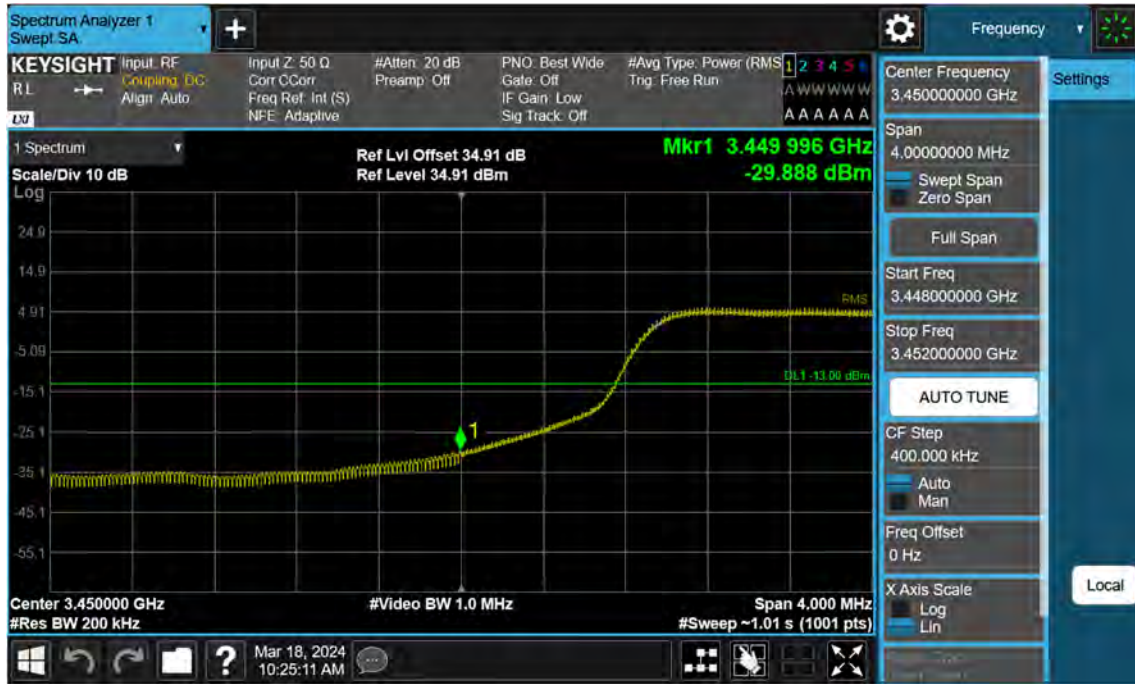 Spectrum Analyzer 1
Swept SA
+
Frequency
KEYSIGHT
RL
LXI
Input: RF
Coupling: DC
Align: Auto
Input Z: 50 Ω
Corr CCorr
Freq Ref: Int (S)
NFE: Adaptive
#Atten: 20 dB
Preamp: Off
PNO: Best Wide
Gate: Off
IF Gain: Low
Sig Track: Off
#Avg Type: Power (RMS
Trig: Free Run
1 2 3 4 5 6
A W W W W W
A A A A A A
1 Spectrum
Scale/Div 10 dB
Ref Lvl Offset 34.91 dB
Ref Level 34.91 dBm
Mkr1 3.449 996 GHz
-29.888 dBm
Log
24.9
14.9
4.91
-5.09
-15.1
-25.1
-35.1
-45.1
-55.1
RMS
DL1 -13.00 dBm
1
Center 3.450000 GHz
#Res BW 200 kHz
#Video BW 1.0 MHz
Span 4.000 MHz
#Sweep ~1.01 s (1001 pts)
?
Mar 18, 2024
10:25:11 AM
Center Frequency
3.450000000 GHz
Settings
Span
4.00000000 MHz
Swept Span
Zero Span
Full Span
Start Freq
3.448000000 GHz
Stop Freq
3.452000000 GHz
AUTO TUNE
CF Step
400.000 kHz
Auto
Man
Freq Offset
0 Hz
X Axis Scale
Log
Lin
Local